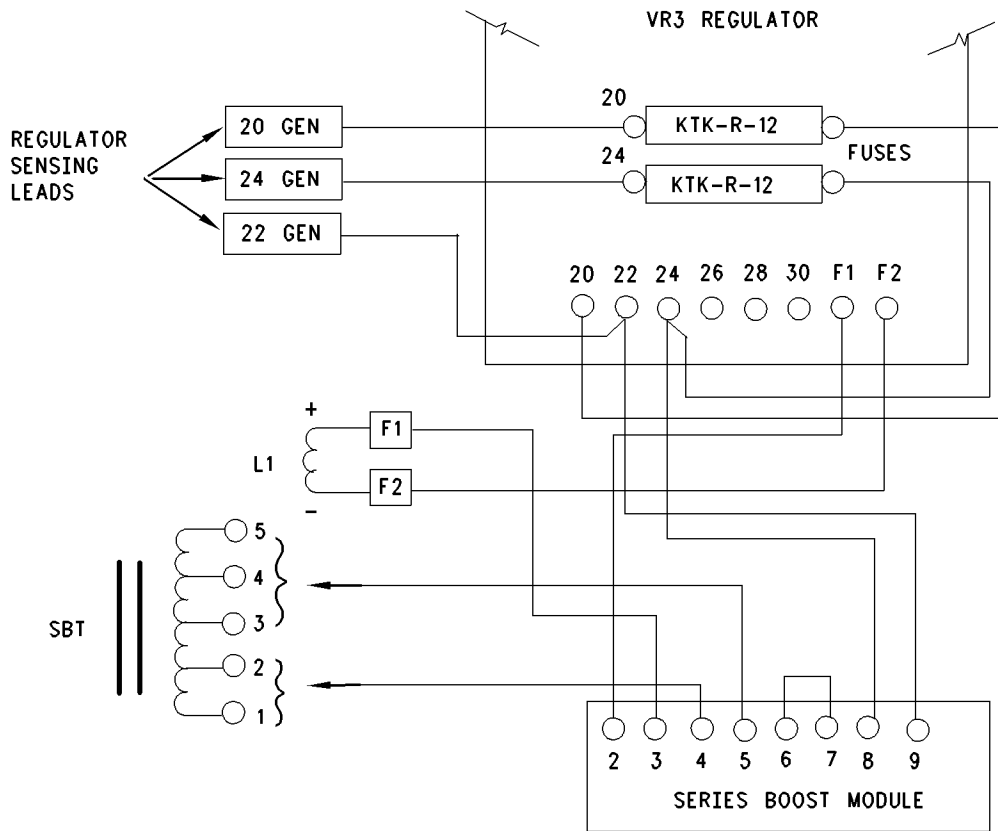 VR3 REGULATOR
REGULATOR
SENSING
LEADS
20 GEN
24 GEN
22 GEN
20
KTK-R-12
24
KTK-R-12
FUSES
20 22 24 26 28 30 F1 F2
+
L1
-
F1
F2
SBT
5
4
3
2
1
2 3 4 5 6 7 8 9
SERIES BOOST MODULE